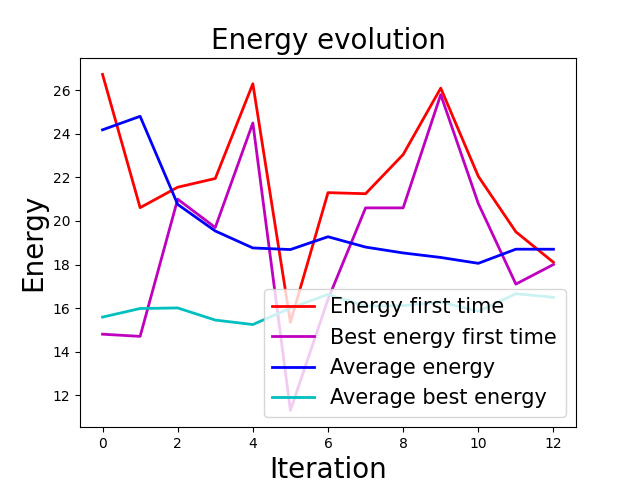 Energy evolution
Energy
26
24
22
20
18
16
14
12
0 2 4 6 8 10 12
Iteration
Energy first time
Best energy first time
Average energy
Average best energy